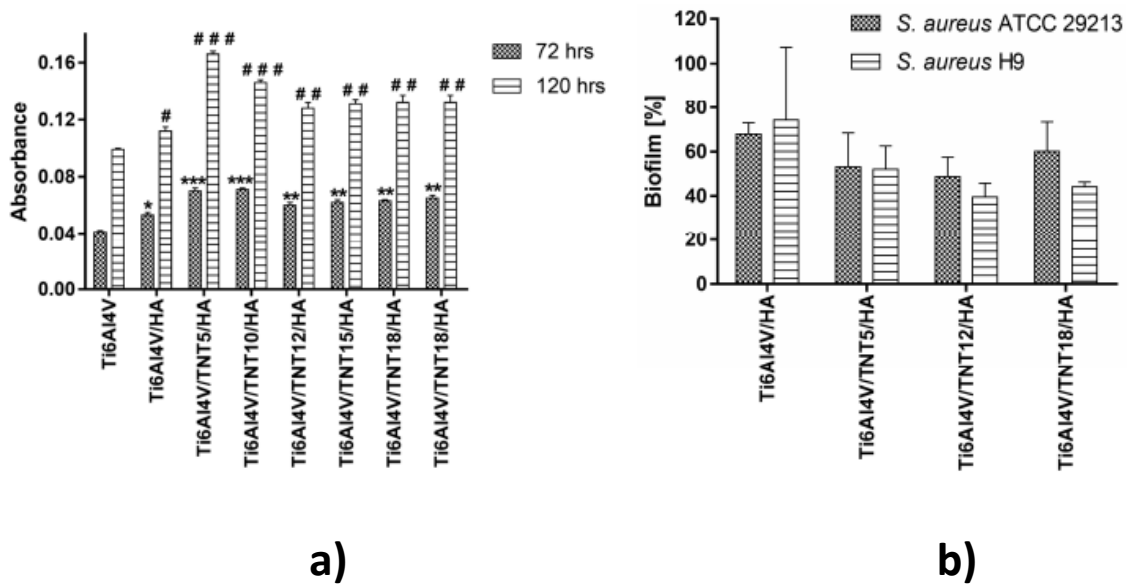 # # #
# # #
# #
# #
# #
# #
#
***
***
**
**
**
**
*
0.16
0.12
0.08
0.04
0.00
Absorbance
72 hrs
120 hrs
Ti6Al4V
Ti6Al4V/HA
Ti6Al4V/TNT5/HA
Ti6Al4V/TNT10/HA
Ti6Al4V/TNT12/HA
Ti6Al4V/TNT15/HA
Ti6Al4V/TNT18/HA
Ti6Al4V/TNT18/HA
a)
120
100
80
60
40
20
0
Biofilm [%]
S. aureus ATCC 29213
S. aureus H9
Ti6Al4V/HA
Ti6Al4V/TNT5/HA
Ti6Al4V/TNT12/HA
Ti6Al4V/TNT18/HA
b)